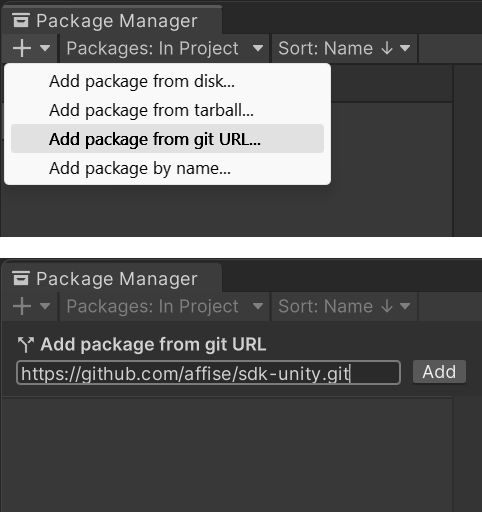 Package Manager
Packages: In Project Sort: Name ↓
Add package from disk...
Add package from tarball...
Add package from git URL...
Add package by name...
Package Manager
Packages: In Project Sort: Name ↓
Add package from git URL
https://github.com/affise/sdk-unity.git Add